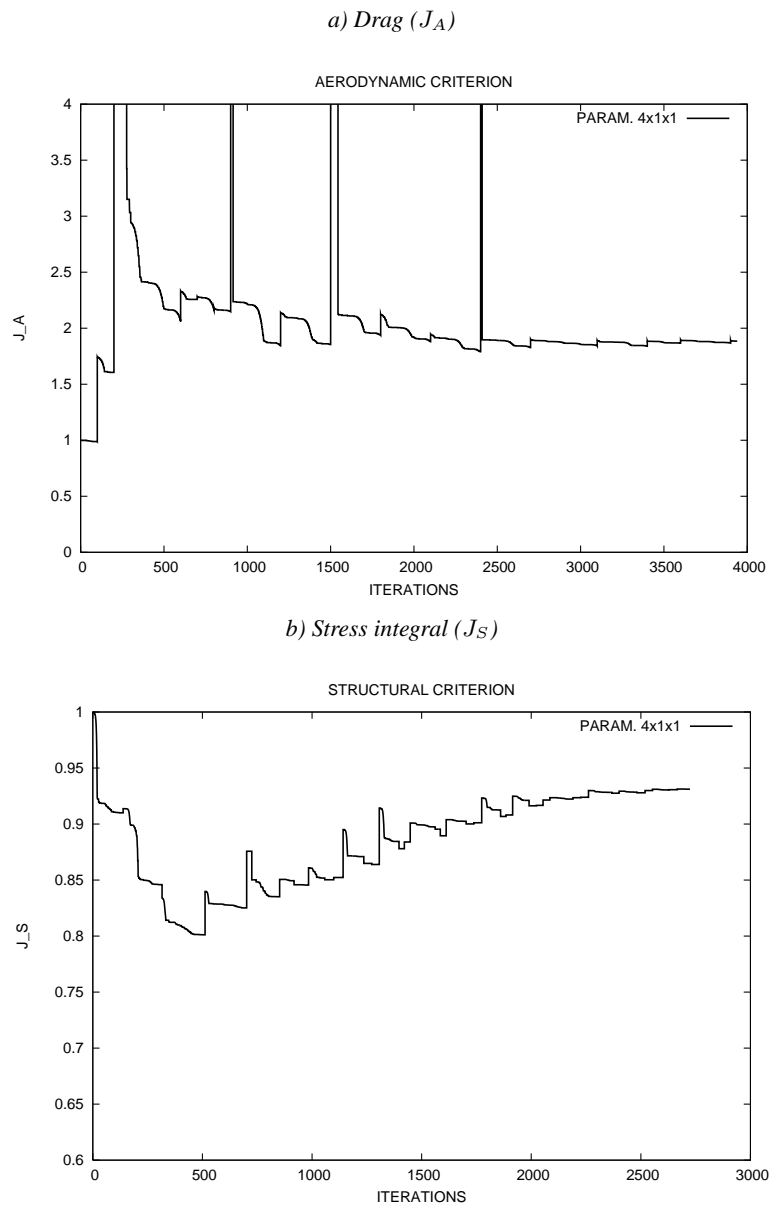 a) Drag (J_A)
AERODYNAMIC CRITERION
PARAM. 4x1x1
4
3.5
3
2.5
2
1.5
1
0.5
0
J_A
0 500 1000 1500 2000 2500 3000 3500 4000
ITERATIONS
b) Stress integral (J_S)
STRUCTURAL CRITERION
PARAM. 4x1x1
1
0.95
0.9
0.85
0.8
0.75
0.7
0.65
0.6
J_S
0 500 1000 1500 2000 2500 3000
ITERATIONS